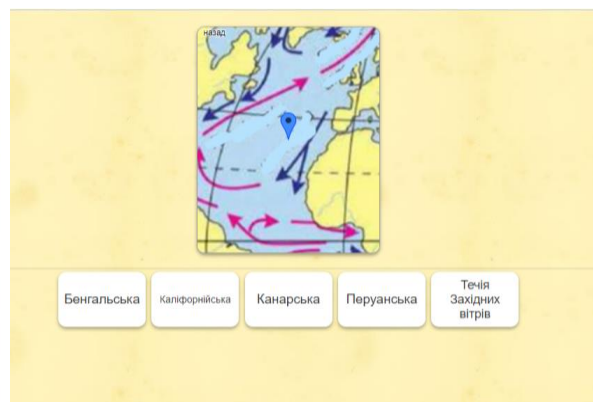 назад
Бенгальська
Каліфорнійська
Канарська
Перуанська
Течія
Західних
вітрів